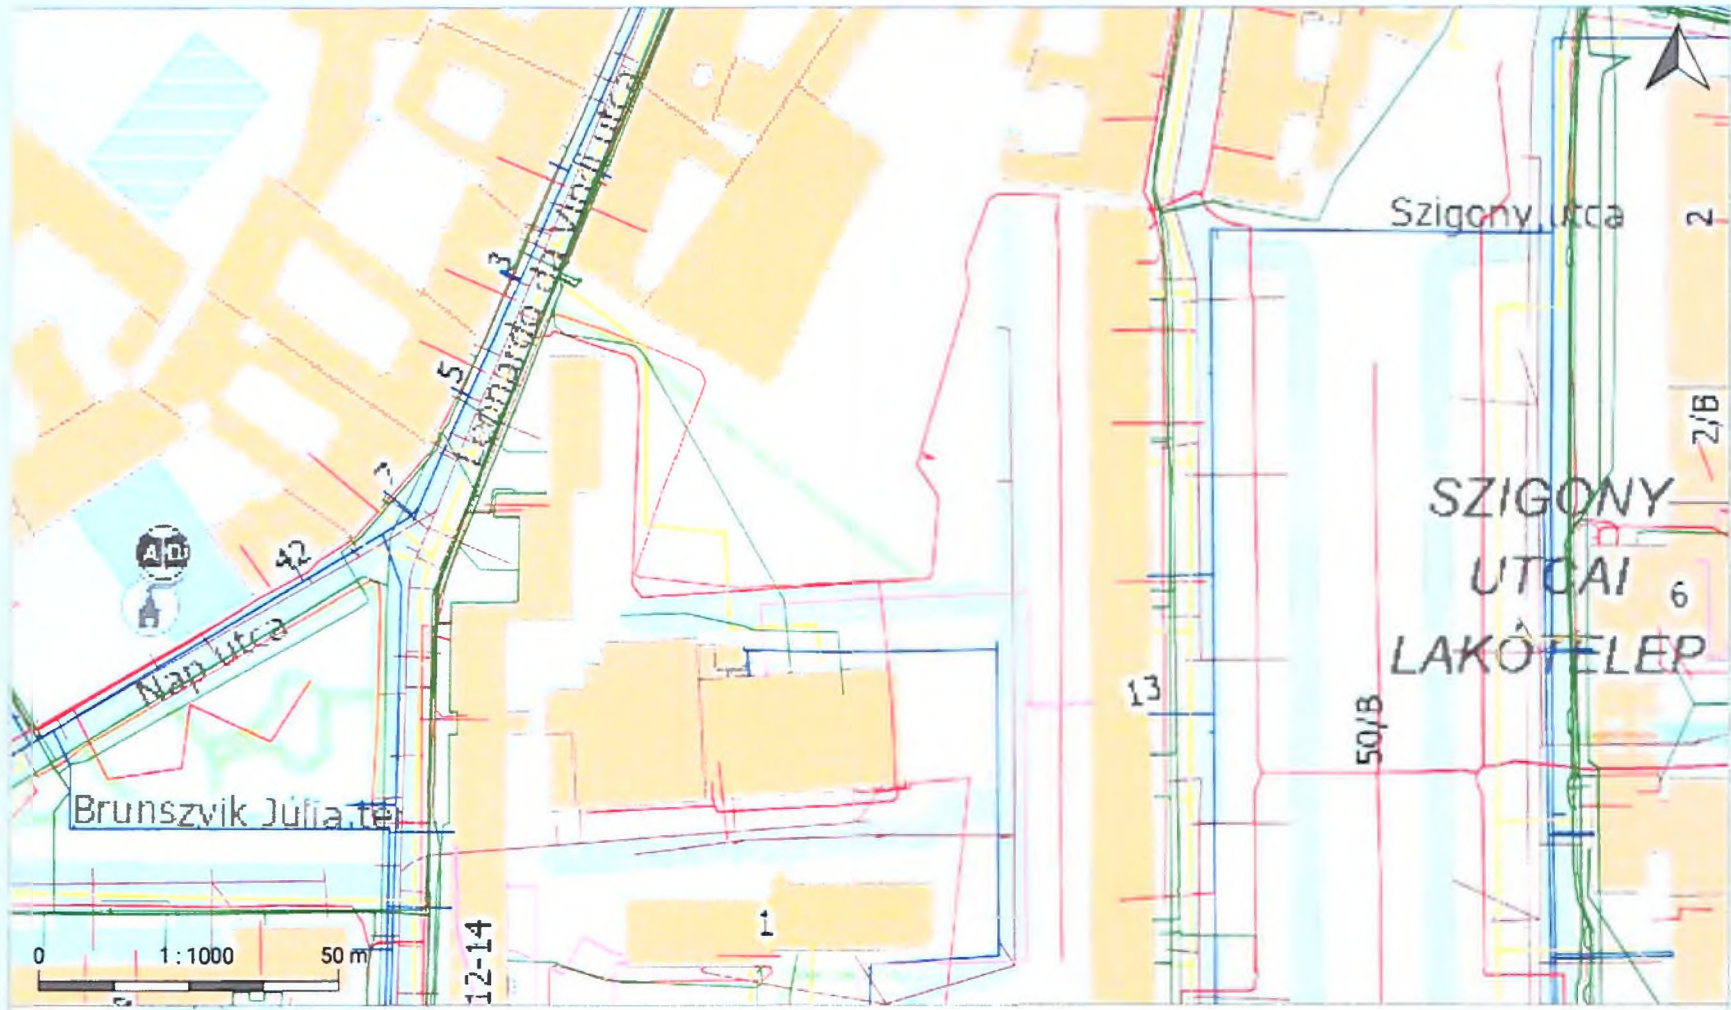 Leonardo da Vinci utca
Szigony utca
2
3
5
2/B
7
SZIGONY
UTCAI
LAKÓTELEP
42
6
Nap utca
13
50/B
Brunszvik Júlia tér
1
12-14
0 1:1000 50 m